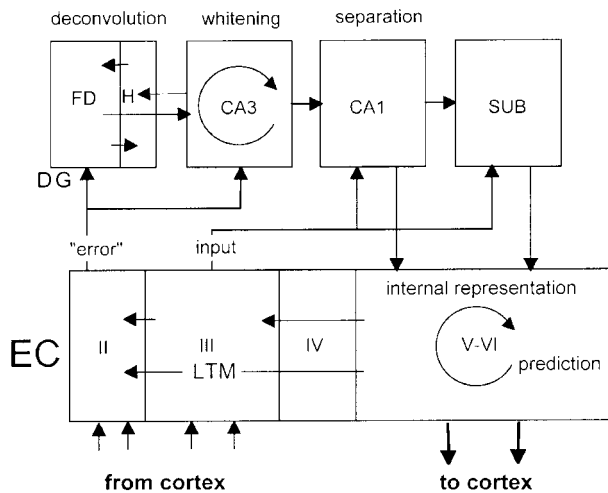 deconvolution whitening separation
FD H CA3 CA1 SUB
DG
"error" input
internal representation
EC II III IV V-VI
LTM prediction
from cortex to cortex